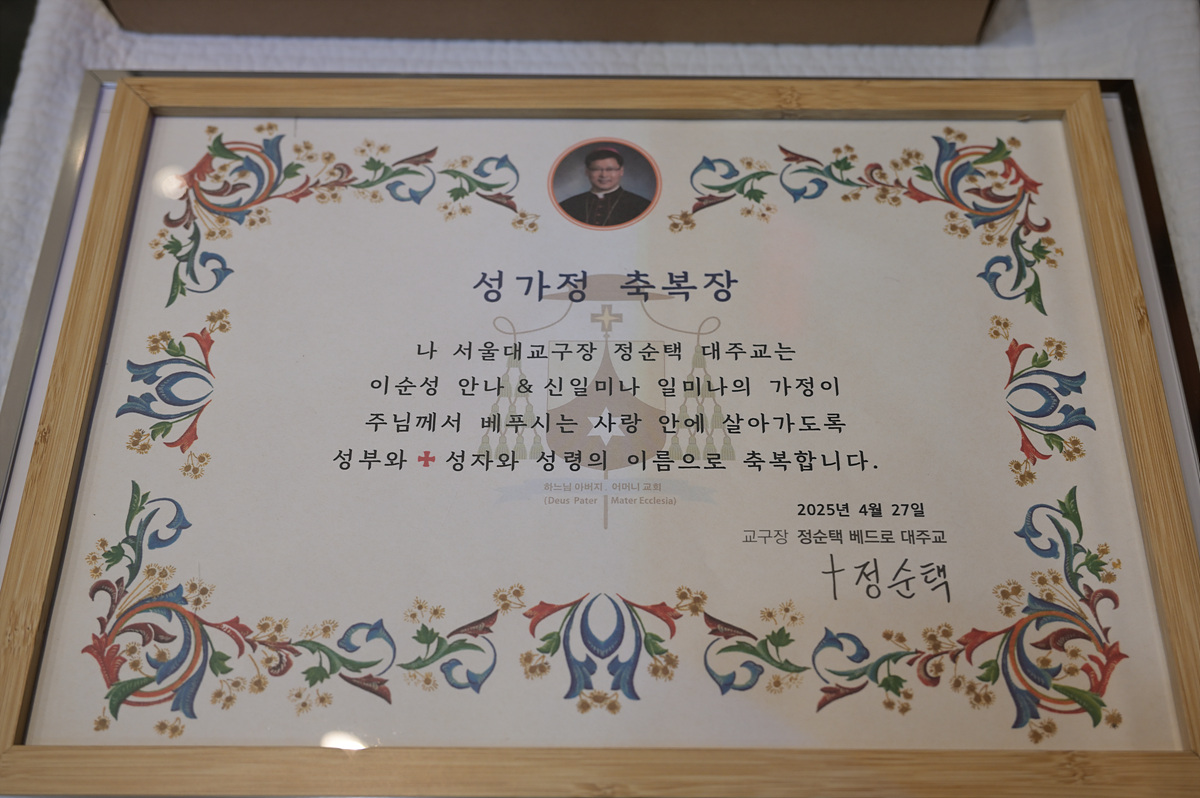 성가정 축복장
나 서울대교구장 정순택 대주교는
이순성 안나 & 신일미나 일미나의 가정이
주님께서 베푸시는 사랑 안에 살아가도록
성부와 ✚ 성자와 성령의 이름으로 축복합니다.
하느님 아버지 어머니 교회
(Deus Pater Mater Ecclesia)
2025년 4월 27일
교구장 정순택 베드로 대주교
†정순택